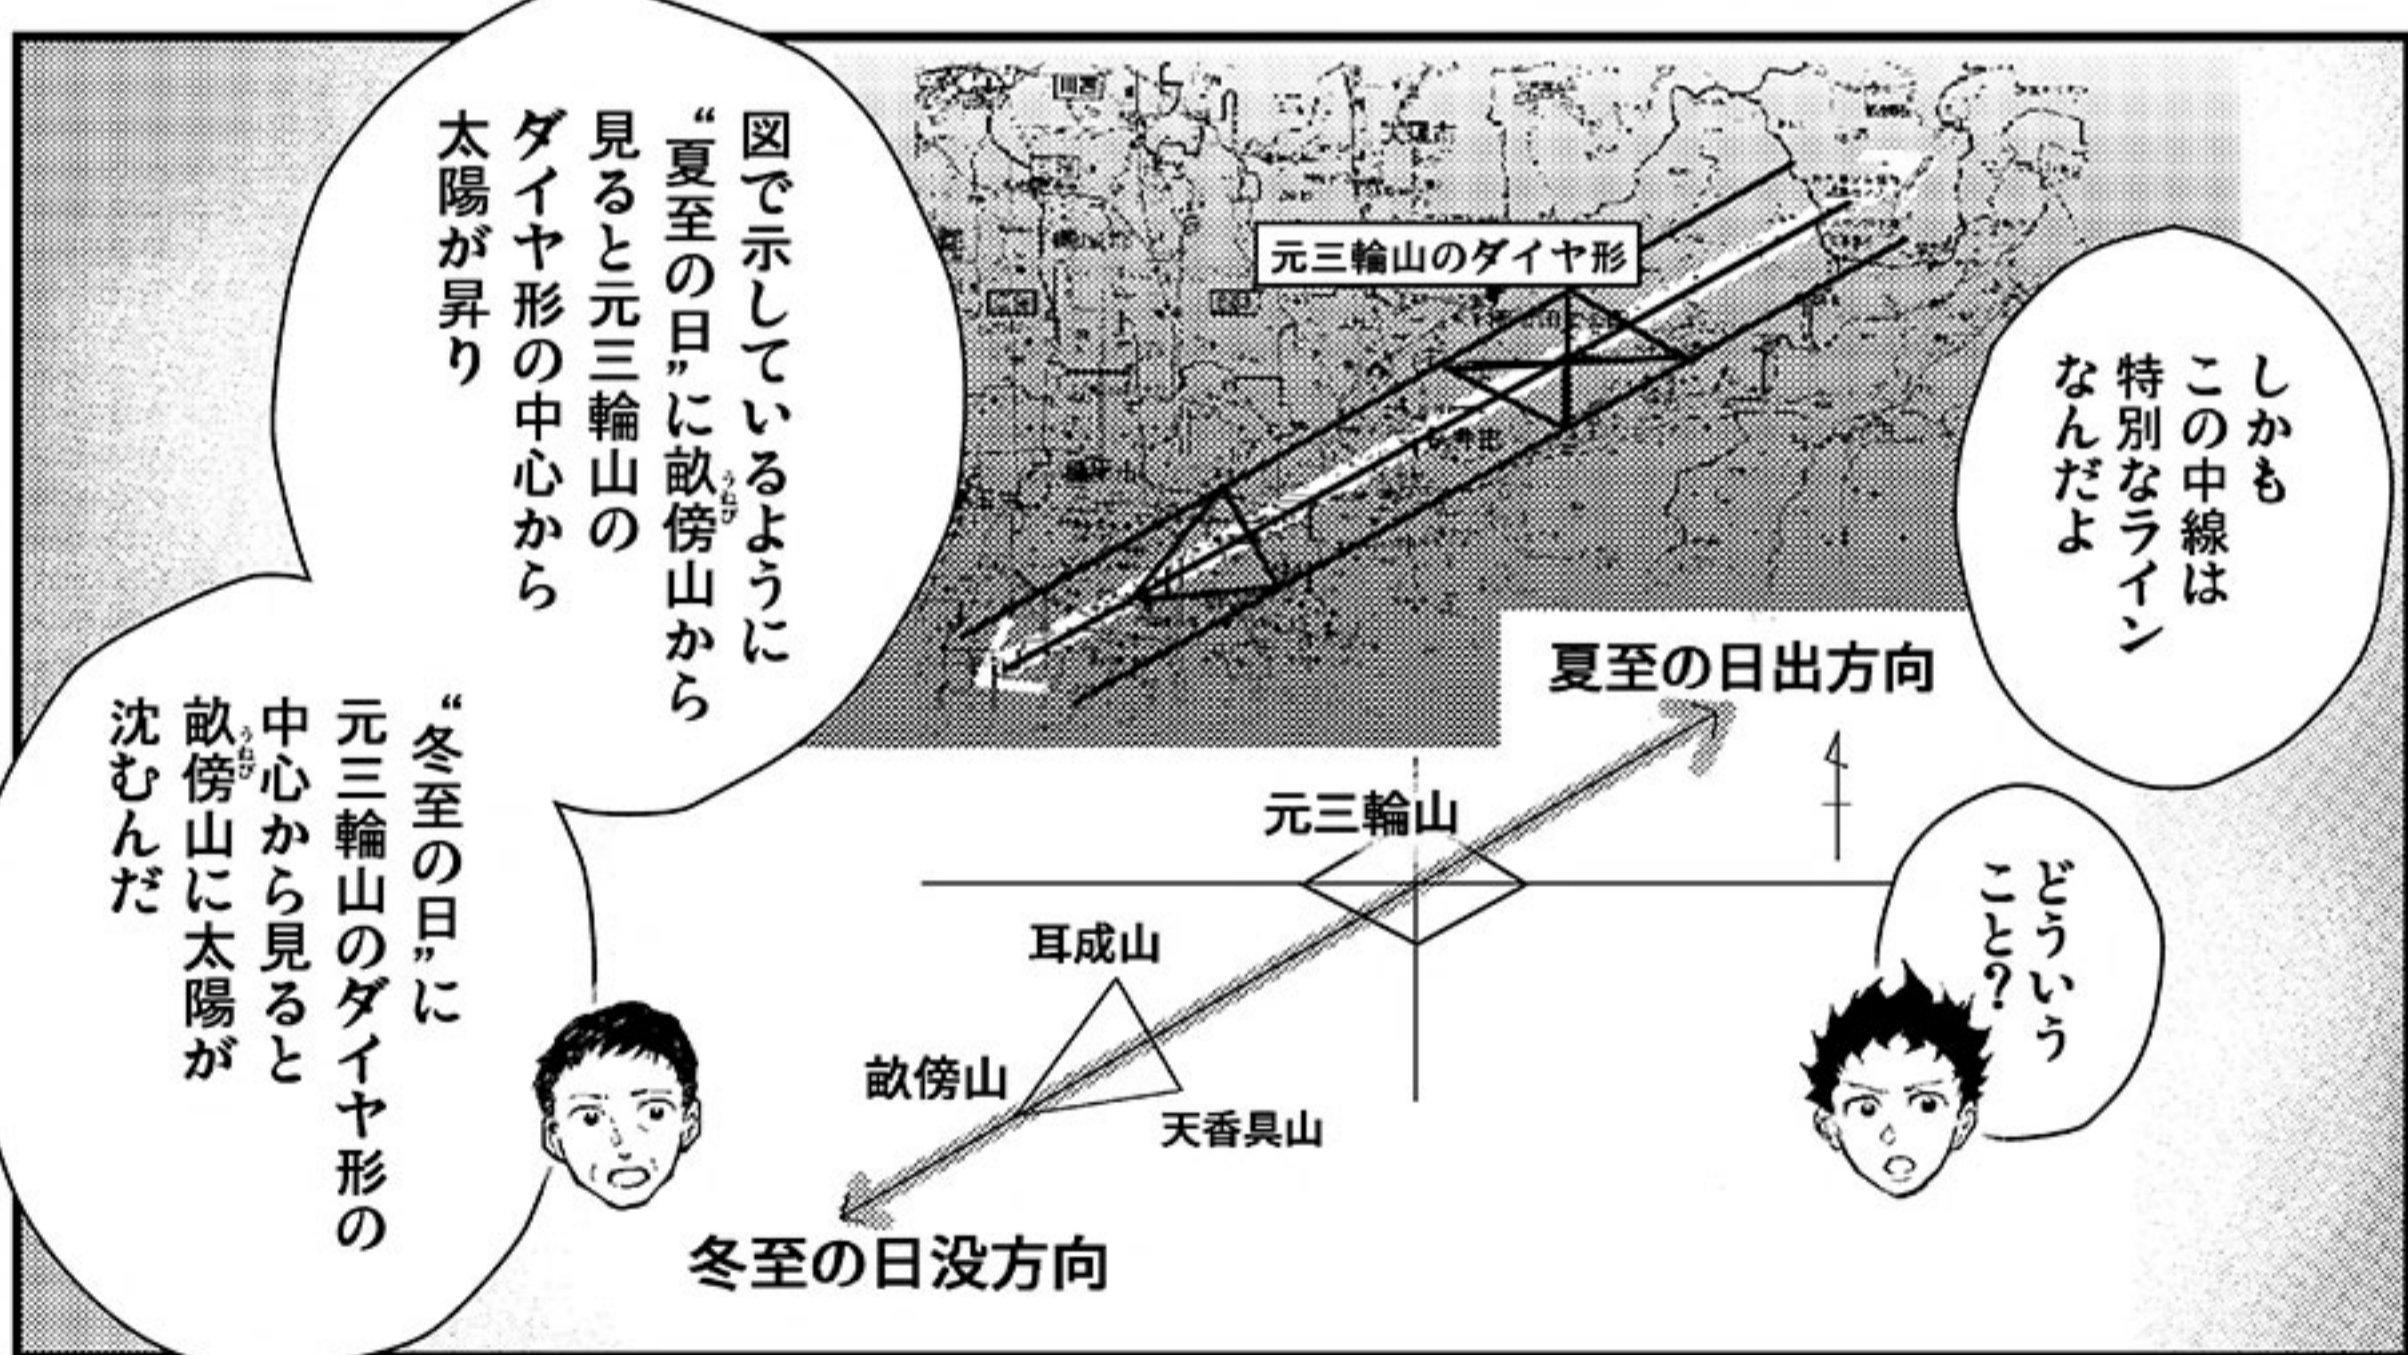 しかも
この中線は
特別なライン
なんだよ
どういう
こと?
図で示しているように
“夏至の日”に畝傍山から
うねび
見ると元三輪山の
ダイヤ形の中心から
太陽が昇り
“冬至の日”に
元三輪山のダイヤ形の
中心から見ると
畝傍山に太陽が
うねび
沈むんだ
元三輪山のダイヤ形
夏至の日出方向
元三輪山
耳成山
畝傍山
天香具山
冬至の日没方向